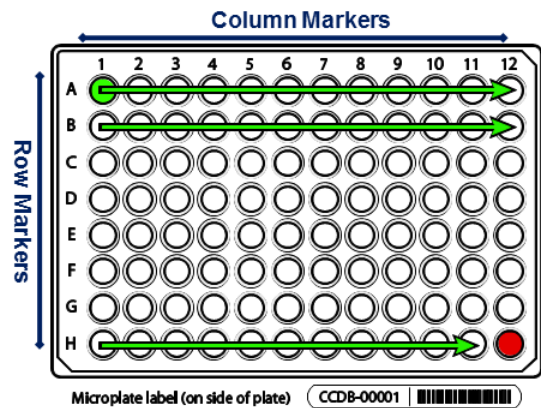 Column Markers
1 2 3 4 5 6 7 8 9 10 11 12
Row Markers
A
B
C
D
E
F
G
H
Microplate label (on side of plate) CCDB-00001